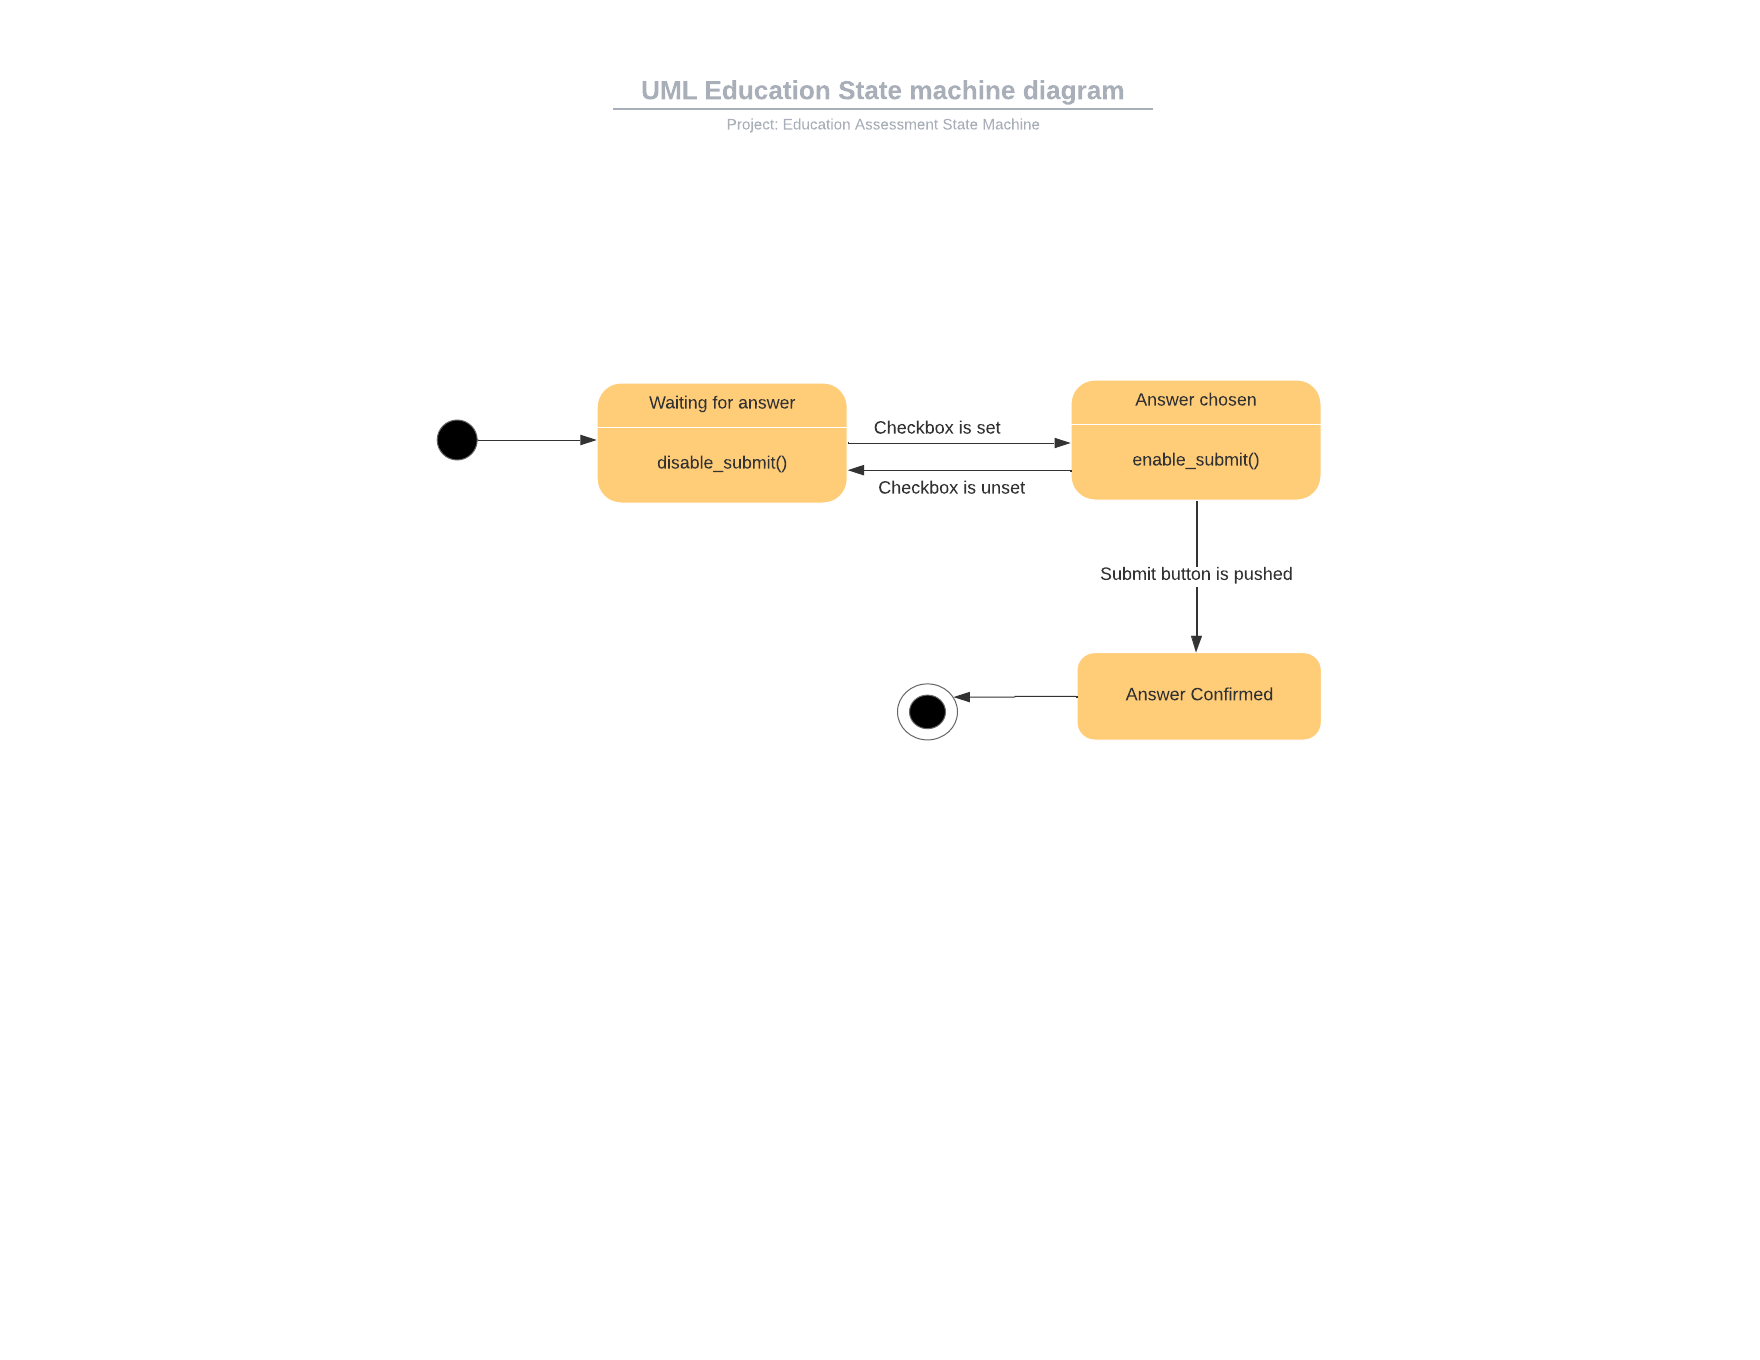 UML Education State machine diagram
Project: Education Assessment State Machine
Waiting for answer
disable_submit()
Checkbox is set
Checkbox is unset
Answer chosen
enable_submit()
Submit button is pushed
Answer Confirmed